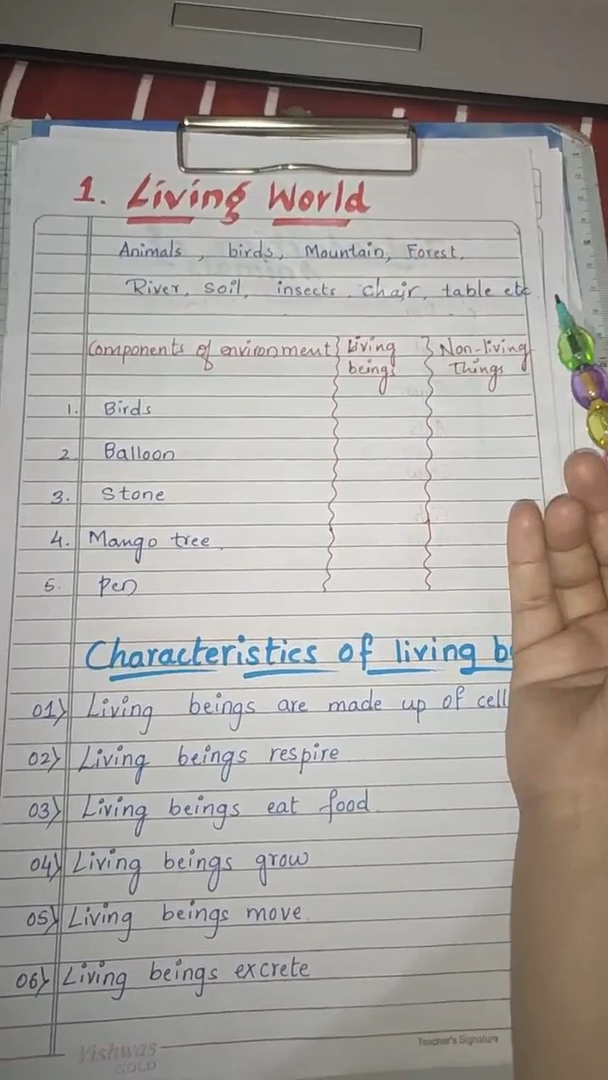 1. Living World
Animals, birds, Mountain, Forest,
River, soil, insects, chair, table etc
Components of environment Living beings Non-living Things
1. Birds
2. Balloon
3. Stone
4. Mango tree
5. Pen
Characteristics of living b
01) Living beings are made up of cell
02) Living beings respire
03) Living beings eat food.
04) Living beings grow
05) Living beings move.
06) Living beings excrete
Vishwas
GOLD
Teacher's Signature